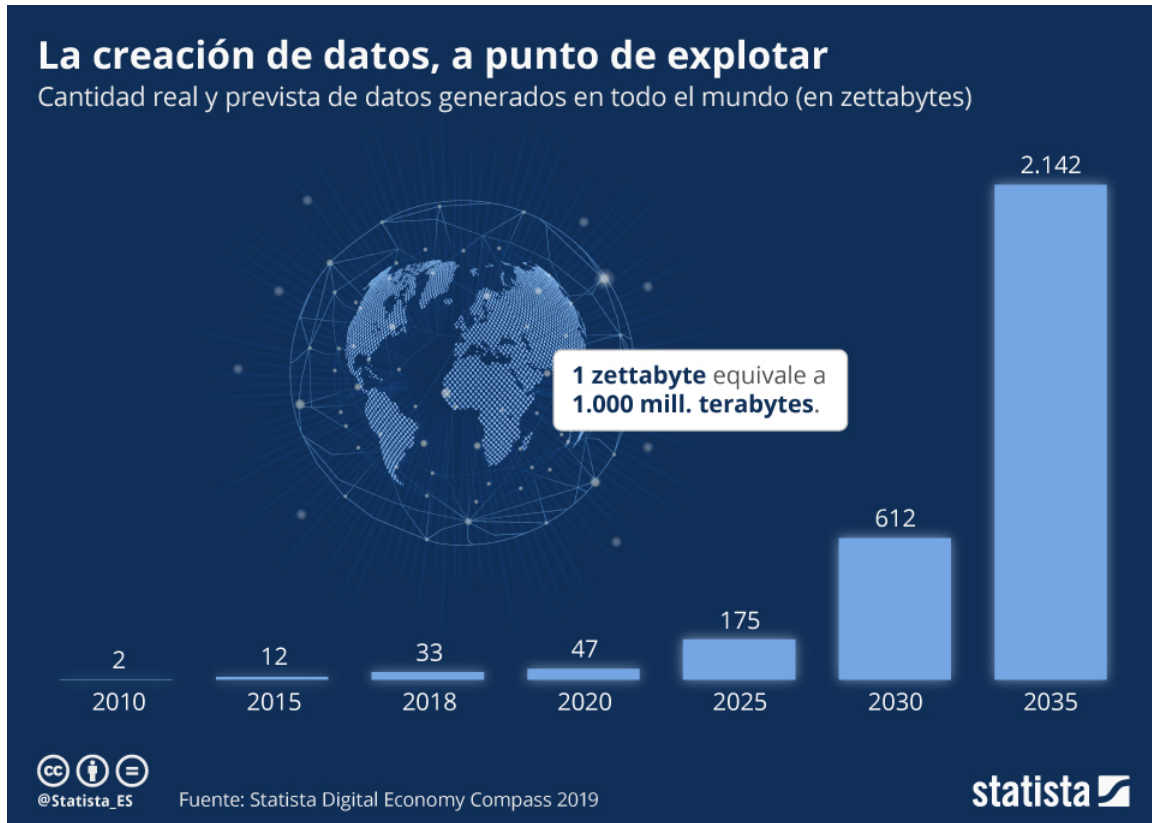 La creación de datos, a punto de explotar
Cantidad real y prevista de datos generados en todo el mundo (en zettabytes)
2.142
1 zettabyte equivale a
1.000 mill. terabytes.
612
175
47
33
12
2
2010 2015 2018 2020 2025 2030 2035
cc
@Statista_ES
Fuente: Statista Digital Economy Compass 2019
statista